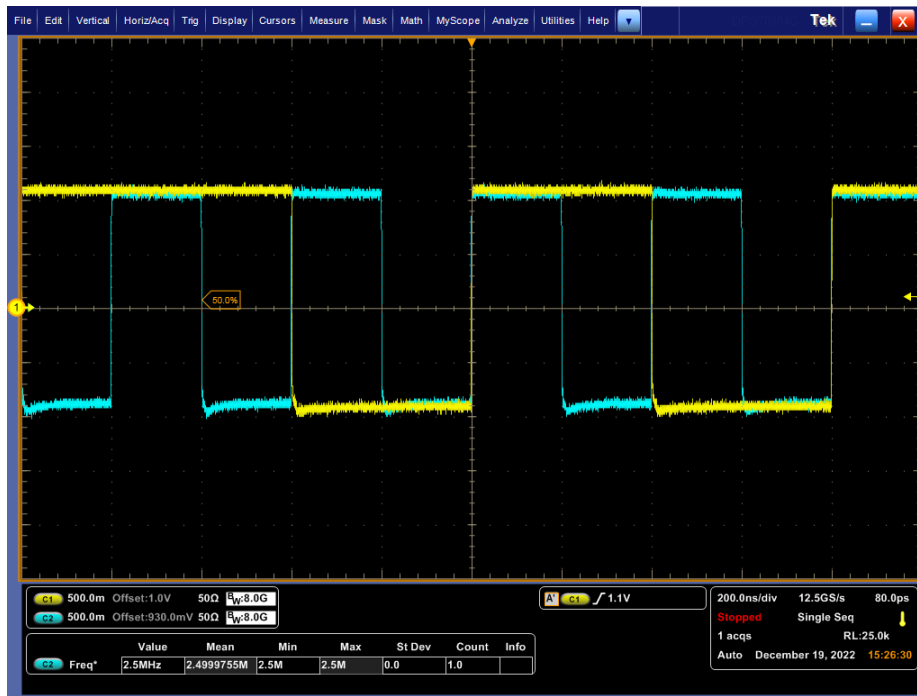 File Edit Vertical Horiz/Acq Trig Display Cursors Measure Mask Math MyScope Analyze Utilities Help Tek X
50.0%
1
C1 500.0m Offset:1.0V 50Ω BW:8.0G
C2 500.0m Offset:930.0mV 50Ω BW:8.0G
A' C1 1.1V
200.0ns/div 12.5GS/s 80.0ps
Stopped Single Seq
1 acqs RL:25.0k
Auto December 19, 2022 15:26:30
Value Mean Min Max St Dev Count Info
C2 Freq* 2.5MHz 2.4999755M 2.5M 2.5M 0.0 1.0